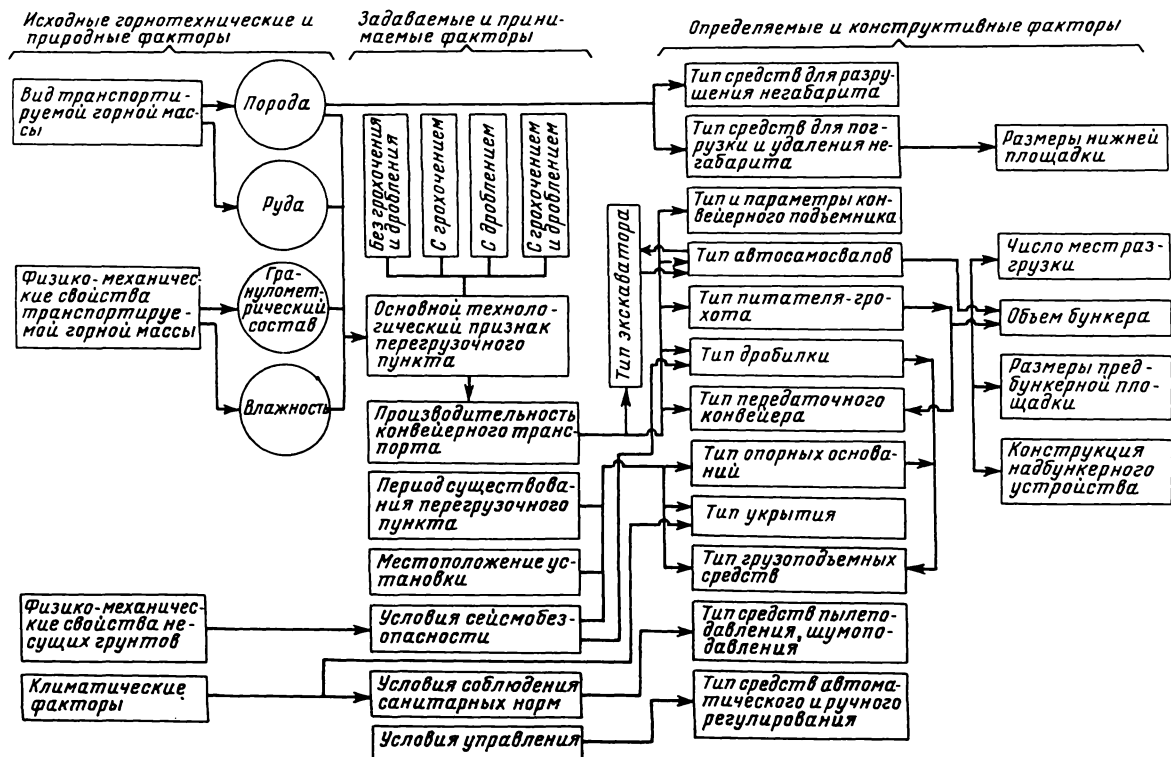 Исходные горнотехнические и
природные факторы
Задаваемые и прини-
маемые факторы
Определяемые и конструктивные факторы
Вид транспорти-
руемой горной мас-
сы
Порода
Руда
Физико-механичес-
кие свойства
транспортируе-
мой горной массы
Гра-
нуломет-
рический
состав
Влажность
Физико-механичес-
кие свойства не-
сущих грунтов
Климатические
факторы
Без грохочения
и дробления
С грохочением
С дроблением
С грохочением
и дроблением
Основной техноло-
гический признак
перегрузочного
пункта
Производительность
конвейерного транс-
порта
Период существова-
ния перегрузочного
пункта
Местоположение ус-
тановки
Условия сейсмобез-
опасности
Условия соблюдения
санитарных норм
Условия управления
Тип экскаватора
Тип средств для разру-
шения негабарита
Тип средств для пог-
рузки и удаления не-
габарита
Тип и параметры кон-
вейерного подъемника
Тип автосамосвалов
Тип питателя-гро-
хота
Тип дробилки
Тип передаточного
конвейера
Тип опорных основа-
ний
Тип укрытия
Тип грузоподъемных
средств
Тип средств пылепо-
давления, шумопо-
давления
Тип средств автома-
тического и ручного
регулирования
Размеры нижней
площадки
Число мест раз-
грузки
Объем бункера
Размеры пред-
бункерной пло-
щадки
Конструкция
надбункерного
устройства